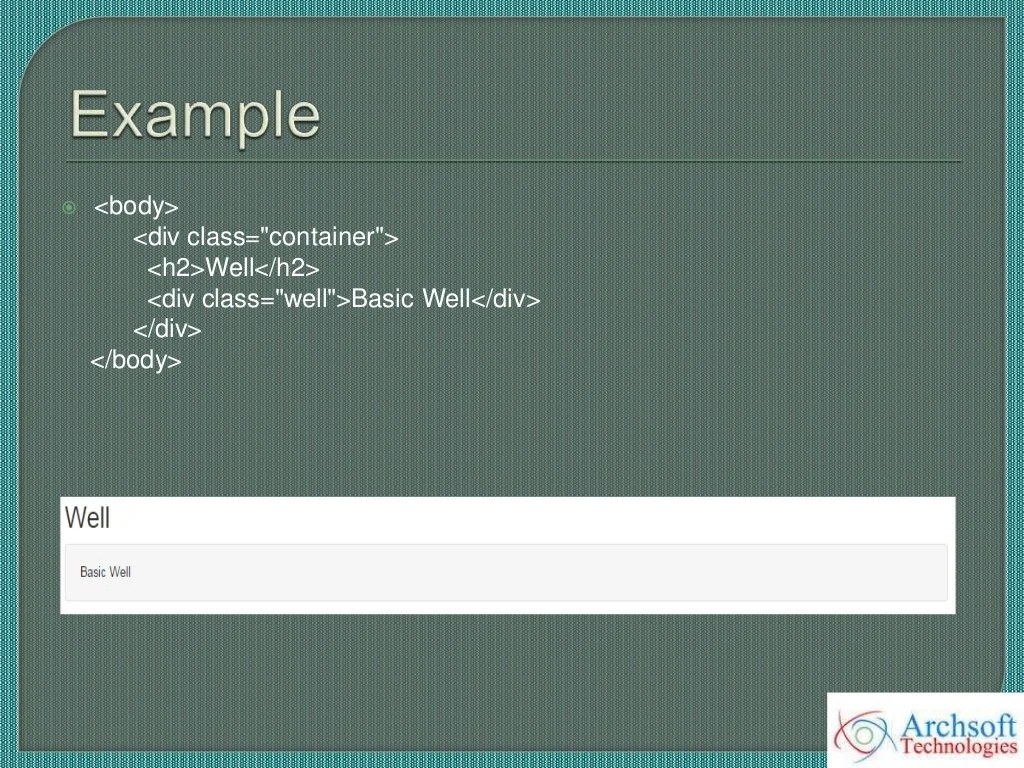 Example
<body>
<div class="container">
<h2>Well</h2>
<div class="well">Basic Well</div>
</div>
</body>
Well
Basic Well
Archsoft
Technologies